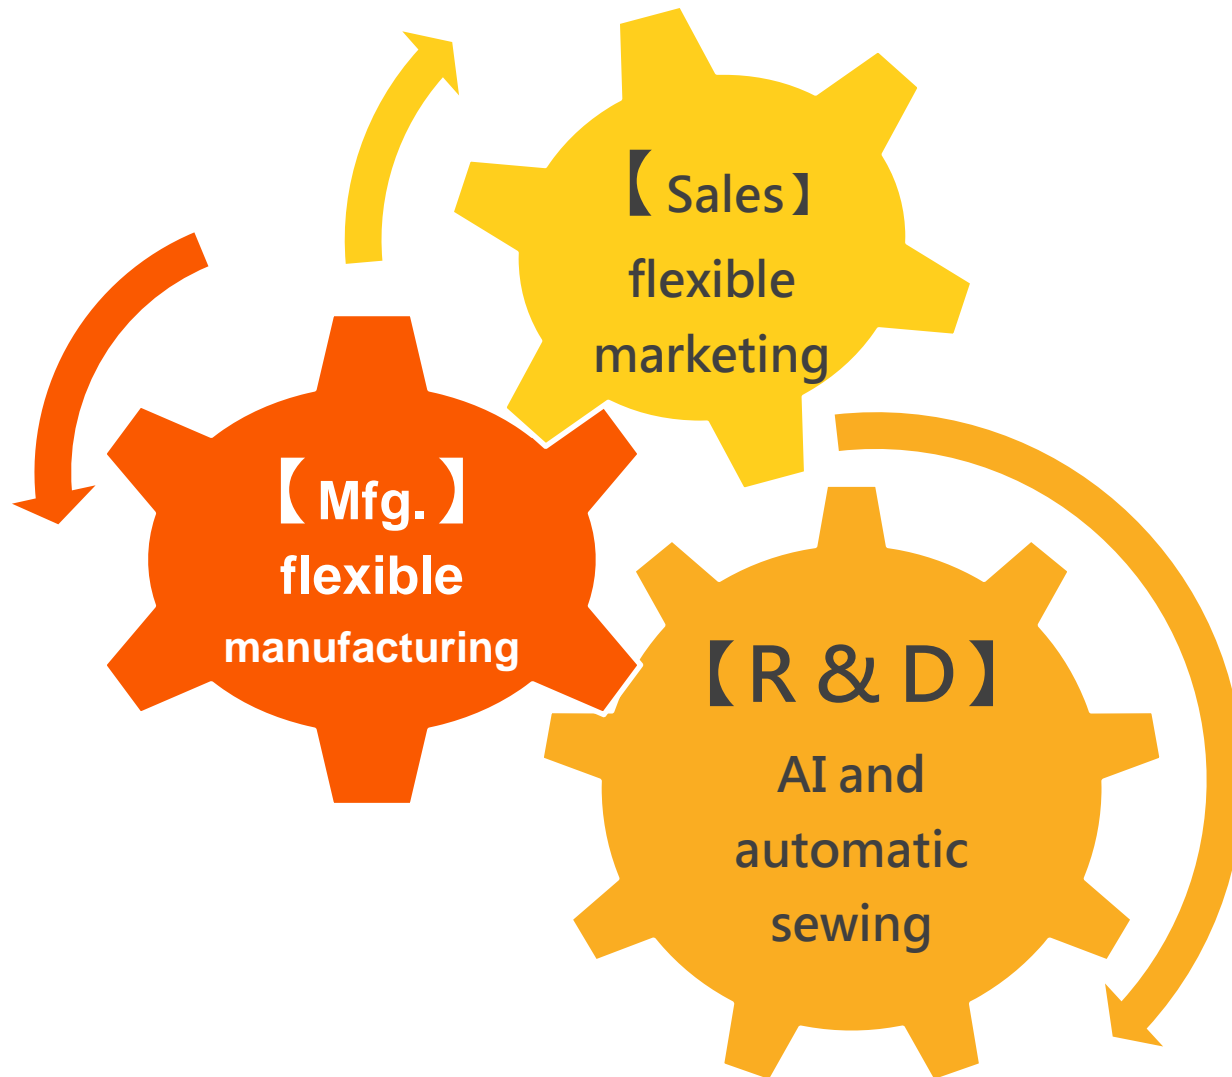 【 Sales】
flexible
marketing
【 Mfg. 】
flexible
manufacturing
【R & D】
AI and
automatic
sewing